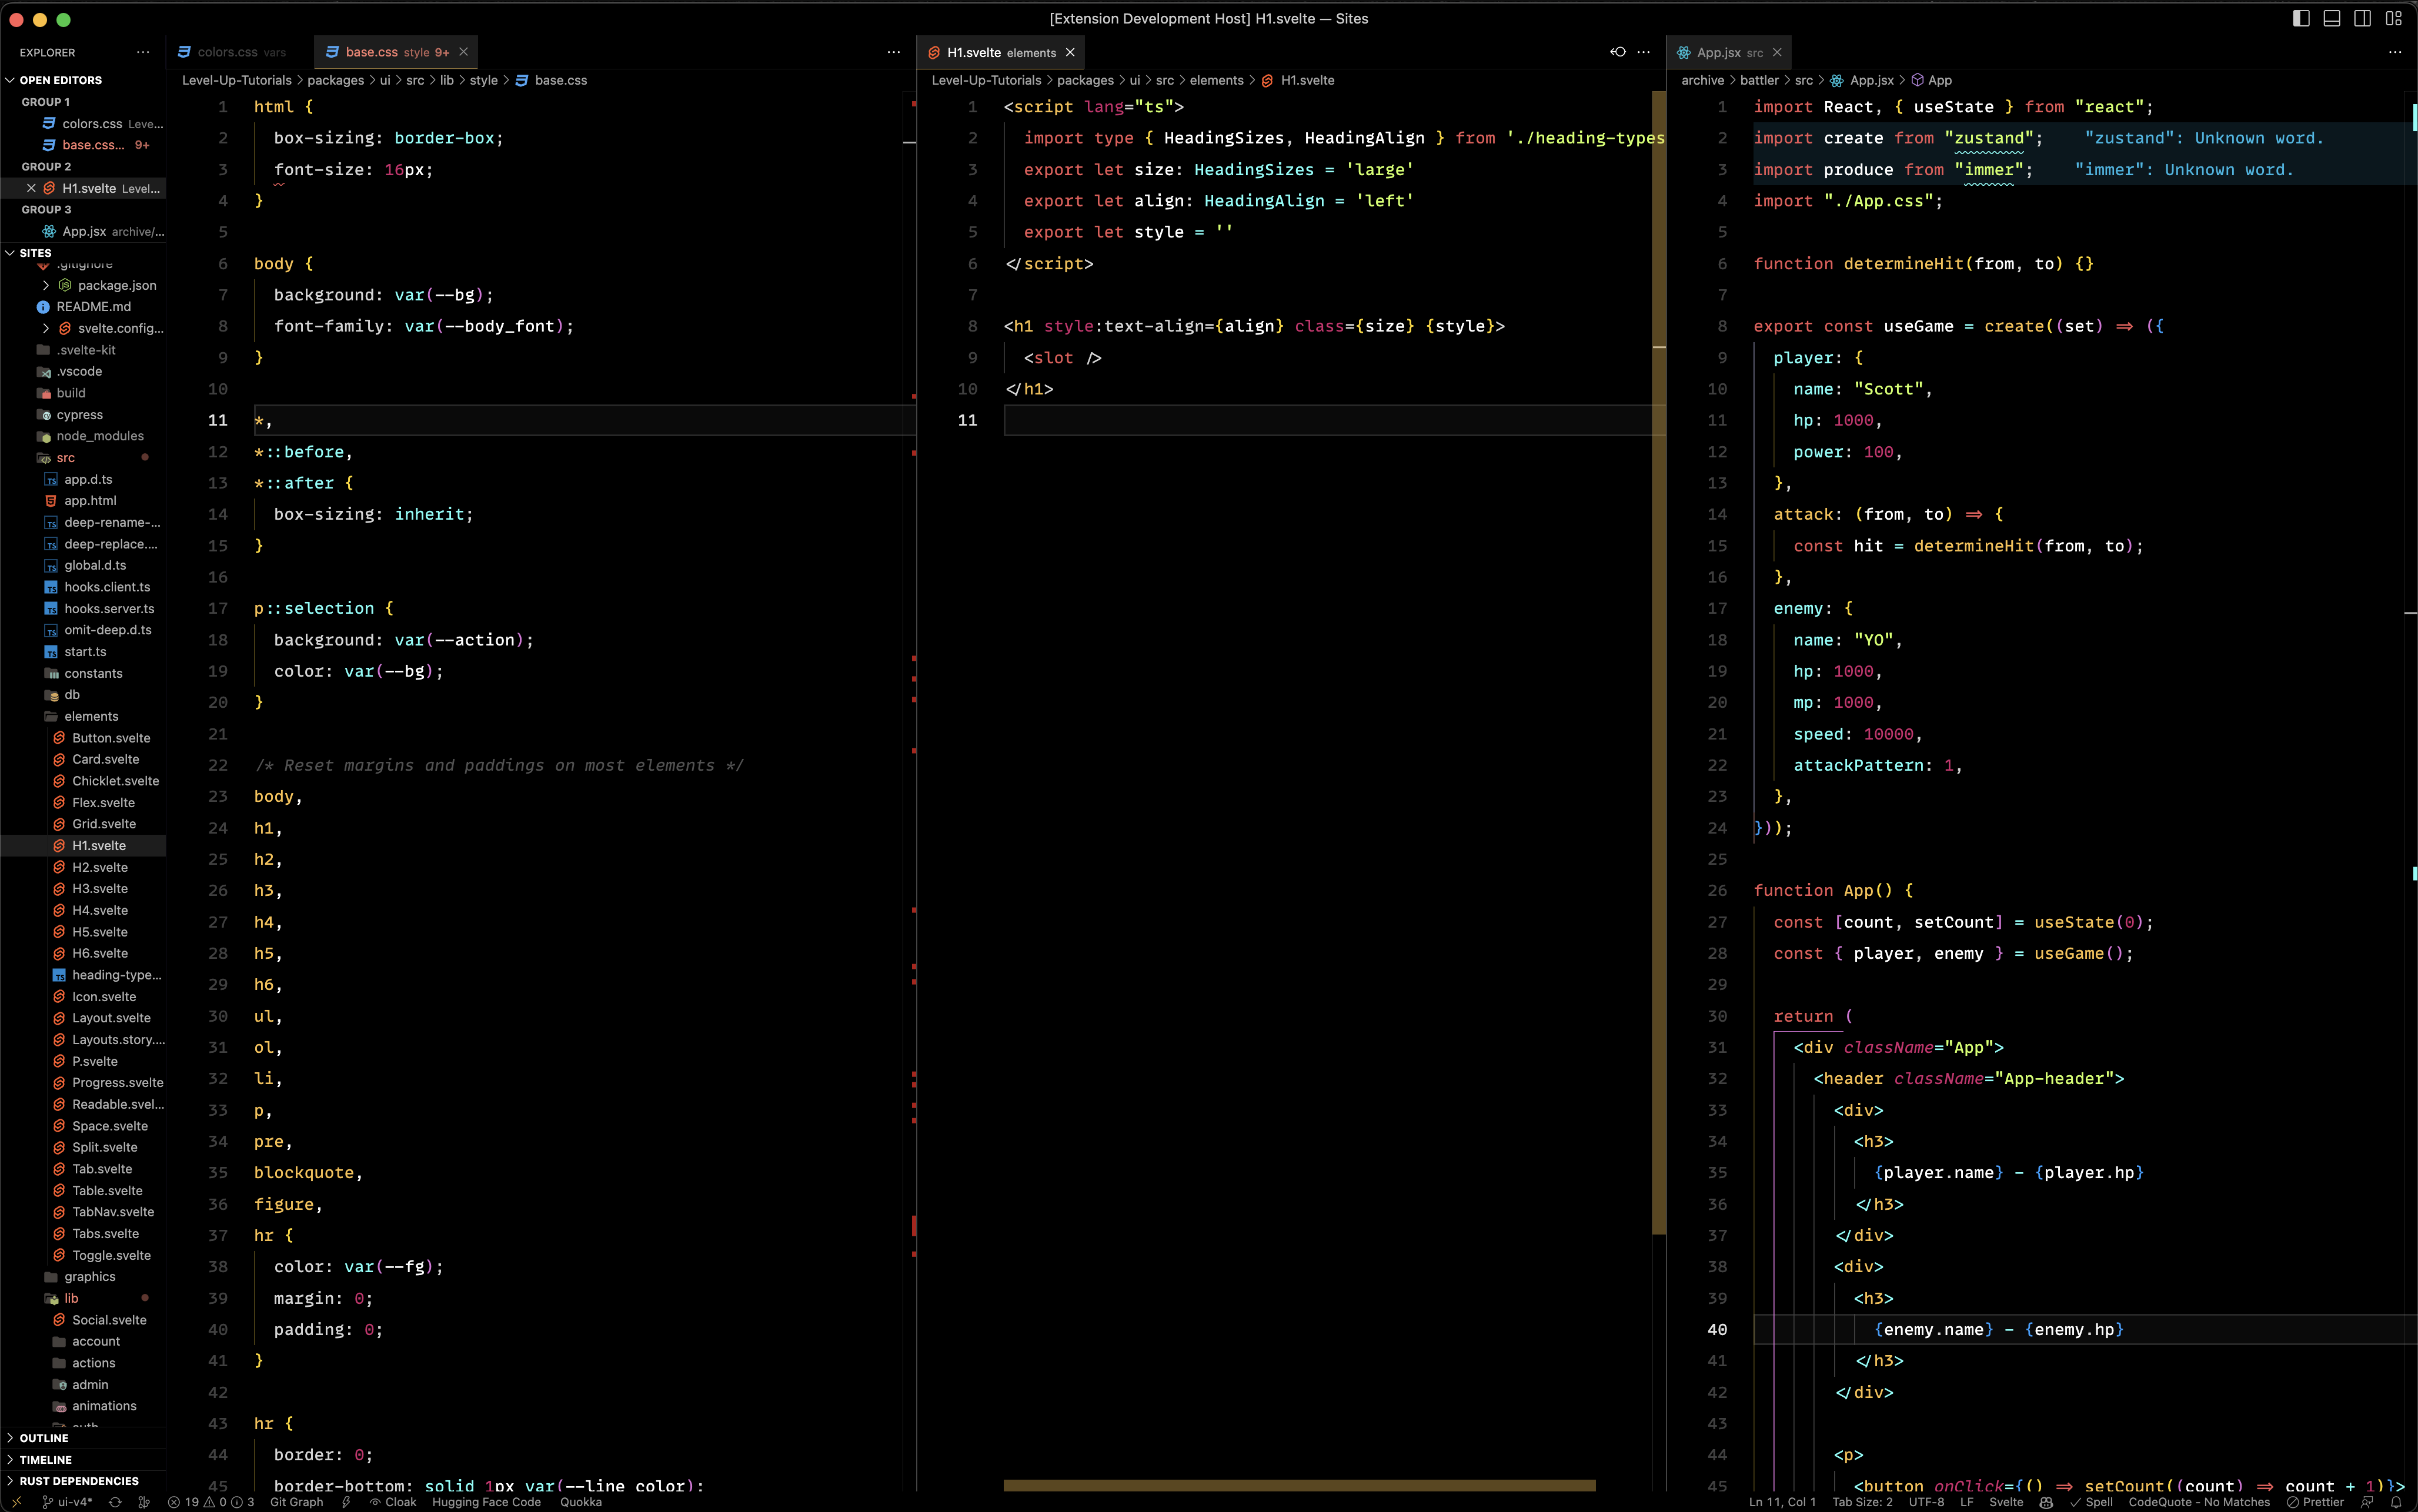 [Extension Development Host] H1.svelte — Sites
EXPLORER
OPEN EDITORS
GROUP 1
colors.css Leve...
base.css... 9+
GROUP 2
H1.svelte Level...
GROUP 3
App.jsx archive/...
SITES
.gitignore
package.json
README.md
svelte.config...
.svelte-kit
.vscode
build
cypress
node_modules
src
app.d.ts
app.html
deep-rename-...
deep-replace....
global.d.ts
hooks.client.ts
hooks.server.ts
omit-deep.d.ts
start.ts
constants
db
elements
Button.svelte
Card.svelte
Chicklet.svelte
Flex.svelte
Grid.svelte
H1.svelte
H2.svelte
H3.svelte
H4.svelte
H5.svelte
H6.svelte
heading-type...
Icon.svelte
Layout.svelte
Layouts.story....
P.svelte
Progress.svelte
Readable.svel...
Space.svelte
Split.svelte
Tab.svelte
Table.svelte
TabNav.svelte
Tabs.svelte
Toggle.svelte
graphics
lib
Social.svelte
account
actions
admin
animations
OUTLINE
TIMELINE
RUST DEPENDENCIES
colors.css vars
base.css style 9+
Level-Up-Tutorials > packages > ui > src > lib > style > base.css
1 html {
2 box-sizing: border-box;
3 font-size: 16px;
4 }
5
6 body {
7 background: var(--bg);
8 font-family: var(--body_font);
9 }
10
11 *,
12 *::before,
13 *::after {
14 box-sizing: inherit;
15 }
16
17 p::selection {
18 background: var(--action);
19 color: var(--bg);
20 }
21
22 /* Reset margins and paddings on most elements */
23 body,
24 h1,
25 h2,
26 h3,
27 h4,
28 h5,
29 h6,
30 ul,
31 ol,
32 li,
33 p,
34 pre,
35 blockquote,
36 figure,
37 hr {
38 color: var(--fg);
39 margin: 0;
40 padding: 0;
41 }
42
43 hr {
44 border: 0;
45 border-bottom: solid 1px var(--line_color);
H1.svelte elements
Level-Up-Tutorials > packages > ui > src > elements > H1.svelte
1 <script lang="ts">
2 import type { HeadingSizes, HeadingAlign } from './heading-types
3 export let size: HeadingSizes = 'large'
4 export let align: HeadingAlign = 'left'
5 export let style = ''
6 </script>
7
8 <h1 style:text-align={align} class={size} {style}>
9 <slot />
10 </h1>
11
App.jsx src
archive > battler > src > App.jsx > App
1 import React, { useState } from "react";
2 import create from "zustand"; "zustand": Unknown word.
3 import produce from "immer"; "immer": Unknown word.
4 import "./App.css";
5
6 function determineHit(from, to) {}
7
8 export const useGame = create((set) => ({
9 player: {
10 name: "Scott",
11 hp: 1000,
12 power: 100,
13 },
14 attack: (from, to) => {
15 const hit = determineHit(from, to);
16 },
17 enemy: {
18 name: "YO",
19 hp: 1000,
20 mp: 1000,
21 speed: 10000,
22 attackPattern: 1,
23 },
24 }));
25
26 function App() {
27 const [count, setCount] = useState(0);
28 const { player, enemy } = useGame();
29
30 return (
31 <div className="App">
32 <header className="App-header">
33 <div>
34 <h3>
35 {player.name} - {player.hp}
36 </h3>
37 </div>
38 <div>
39 <h3>
40 {enemy.name} - {enemy.hp}
41 </h3>
42 </div>
43
44 <p>
45 <button onClick={() => setCount((count) => count + 1)}>
ui-v4* 19 0 3 Git Graph Cloak Hugging Face Code Quokka
Ln 11, Col 1 Tab Size: 2 UTF-8 LF Svelte Spell CodeQuote - No Matches Prettier